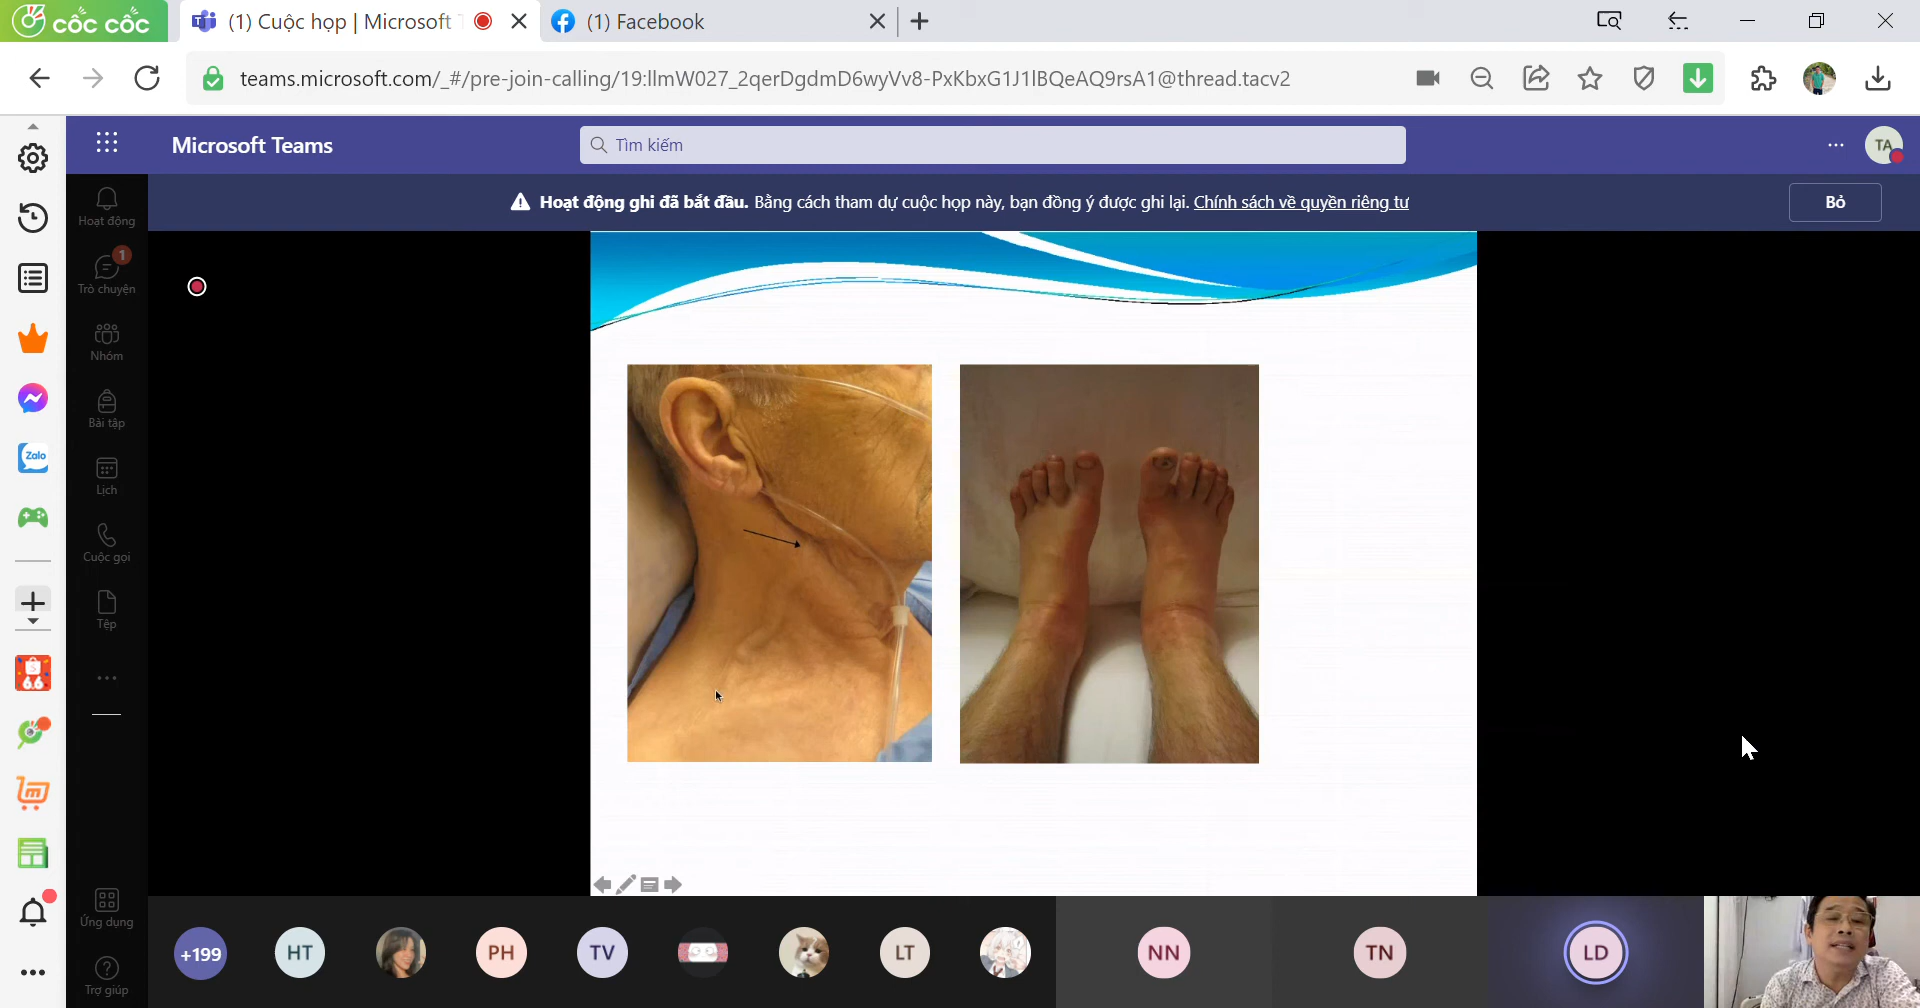 cốc cốc
(1) Cuộc họp | Microsoft T
(1) Facebook
teams.microsoft.com/_#/pre-join-calling/19:llmW027_2qerDgdmD6wyVv8-PxKbxG1J1lBQeAQ9rsA1@thread.tacv2
Microsoft Teams
Tìm kiếm
TA
Hoạt động ghi đã bắt đầu. Bằng cách tham dự cuộc họp này, bạn đồng ý được ghi lại. Chính sách về quyền riêng tư
Bỏ
Hoạt động
1
Trò chuyện
Nhóm
Bài tập
Zalo
Lịch
Cuộc gọi
Tệp
6.6
Ứng dụng
Trợ giúp
+199
HT
PH
TV
LT
NN
TN
LD